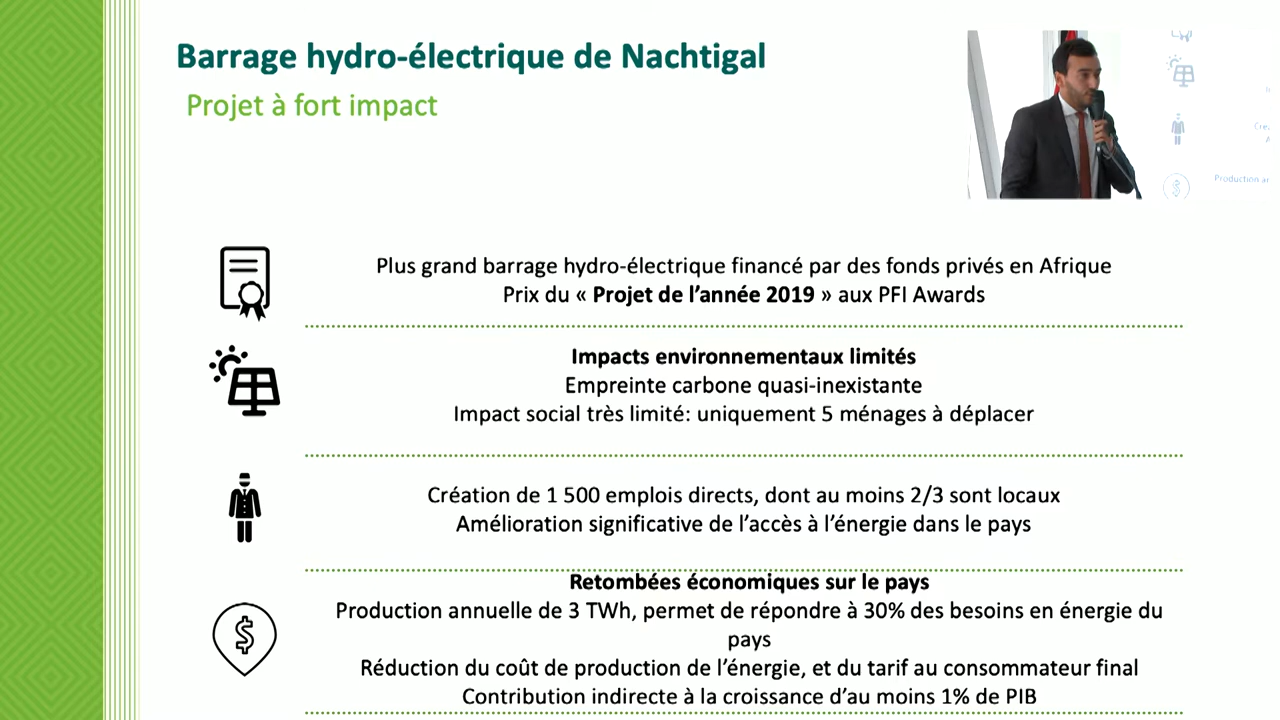 Barrage hydro-électrique de Nachtigal
Projet à fort impact
Production an
Plus grand barrage hydro-électrique financé par des fonds privés en Afrique
Prix du « Projet de l’année 2019 » aux PFI Awards
Impacts environnementaux limités
Empreinte carbone quasi-inexistante
Impact social très limité: uniquement 5 ménages à déplacer
Création de 1 500 emplois directs, dont au moins 2/3 sont locaux
Amélioration significative de l’accès à l’énergie dans le pays
Retombées économiques sur le pays
Production annuelle de 3 TWh, permet de répondre à 30% des besoins en énergie du
pays
Réduction du coût de production de l’énergie, et du tarif au consommateur final
Contribution indirecte à la croissance d’au moins 1% de PIB